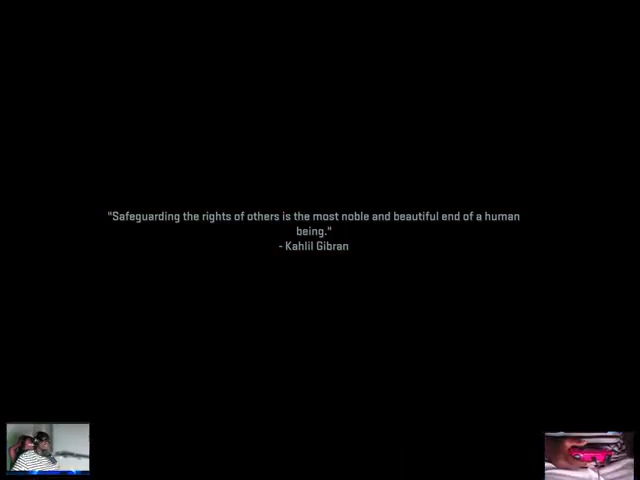 "Safeguarding the rights of others is the most noble and beautiful end of a human
being."
- Kahlil Gibran